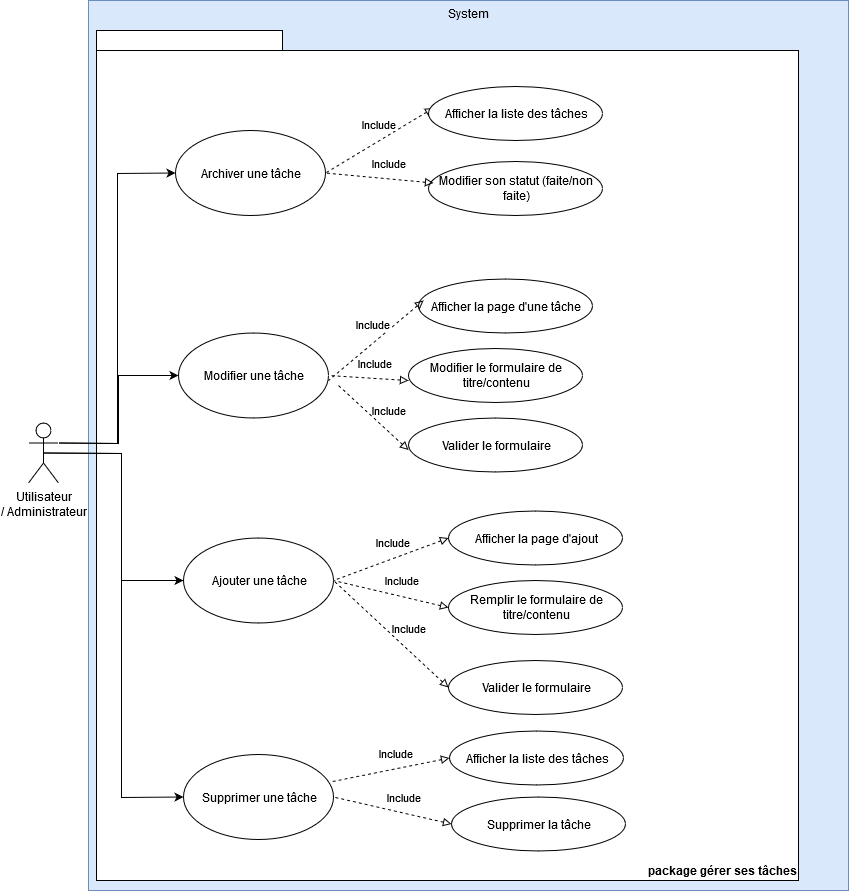 System
Include
Afficher la liste des tâches
Archiver une tâche
Include
Modifier son statut (faite/non
faite)
Include
Afficher la page d'une tâche
Modifier une tâche
Include
Modifier le formulaire de
titre/contenu
Include
Valider le formulaire
Utilisateur
/ Administrateur
Include
Afficher la page d'ajout
Ajouter une tâche
Include
Remplir le formulaire de
titre/contenu
Include
Valider le formulaire
Include
Afficher la liste des tâches
Supprimer une tâche
Include
Supprimer la tâche
package gérer ses tâches